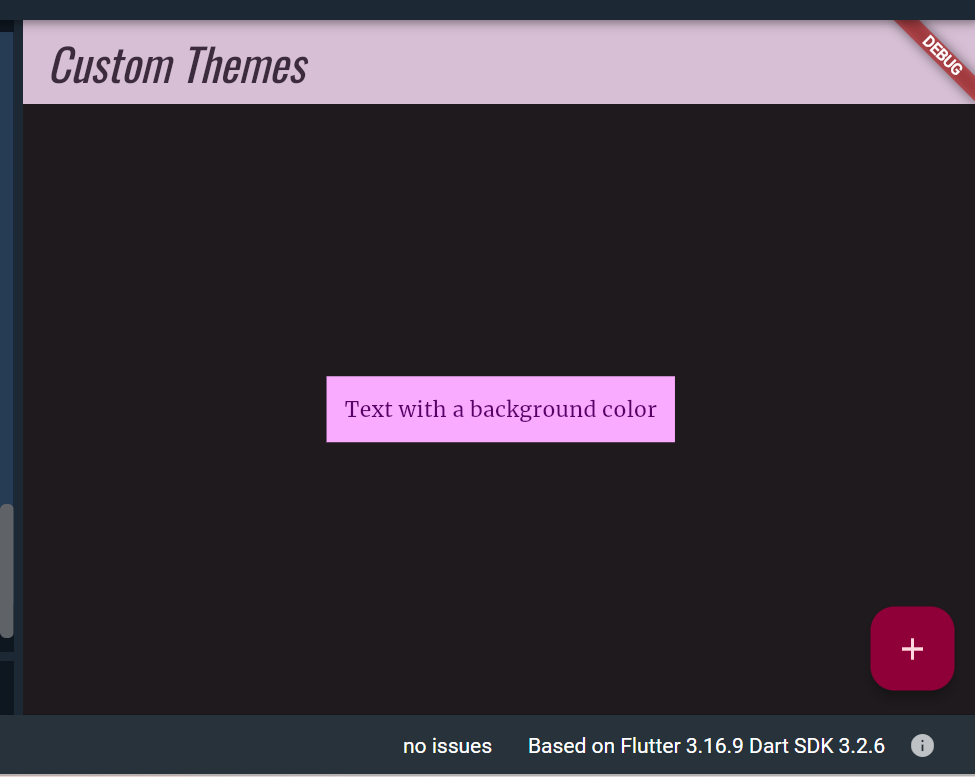 Custom Themes
DEBUG
Text with a background color
no issues
Based on Flutter 3.16.9 Dart SDK 3.2.6